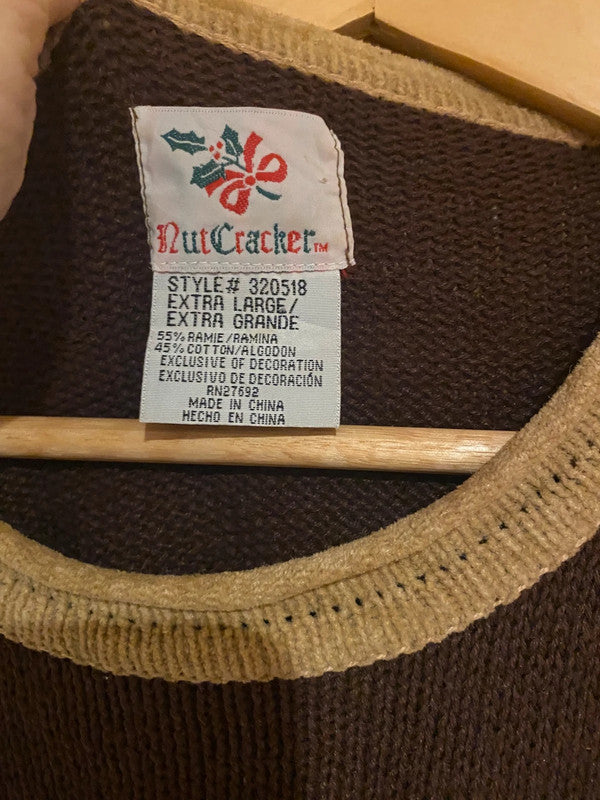 NutCracker™
STYLE# 320518
EXTRA LARGE/
EXTRA GRANDE
55% RAMIE/RAMINA
45% COTTON/ALGODON
EXCLUSIVE OF DECORATION
EXCLUSIVO DE DECORACIÓN
RN27692
MADE IN CHINA
HECHO EN CHINA